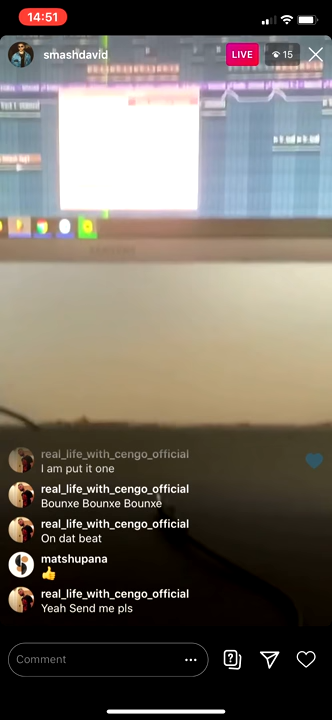 14:51
smashdavid
LIVE
15
SAMSUNG
real_life_with_cengo_official
I am put it one
real_life_with_cengo_official
Bounxe Bounxe Bounxe
real_life_with_cengo_official
On dat beat
matshupana
👍
real_life_with_cengo_official
Yeah Send me pls
Comment